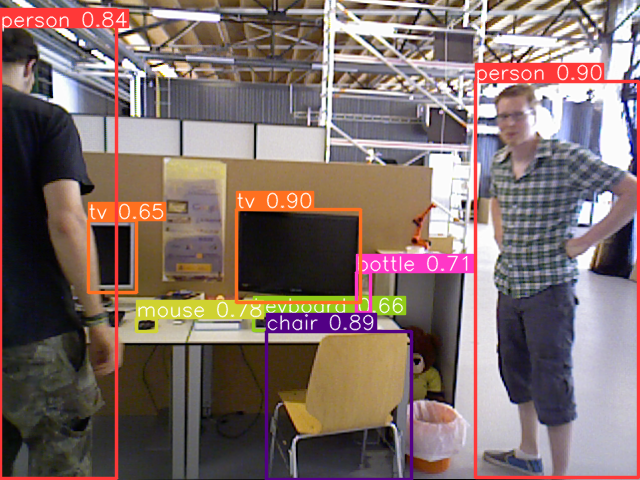 person 0.84
person 0.90
tv 0.90
tv 0.65
bottle 0.71
mouse 0.78
eyboard 0.66
chair 0.89